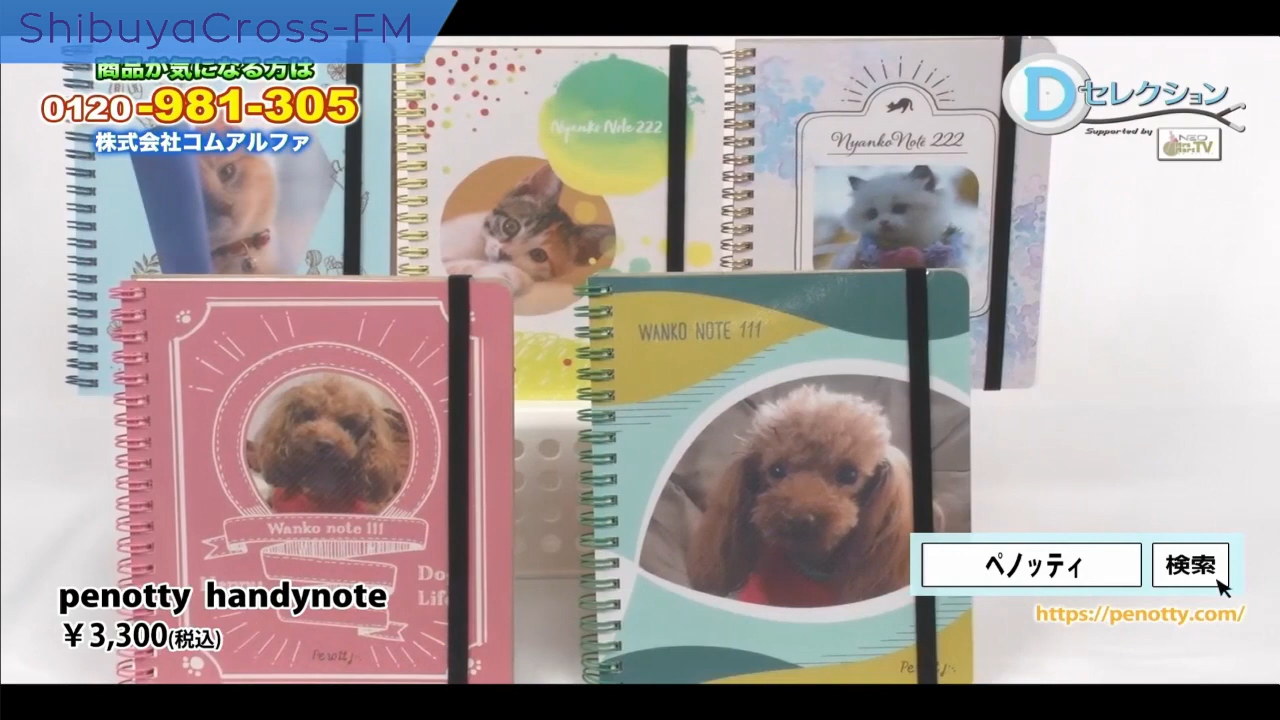 ShibuyaCross-FM
商品が気になる方は
0120-981-305
株式会社コムアルファ
Dセレクション
Supported by
NEO
TV
Nyanko Note 222
Nyanko Note 222
WANKO NOTE 111
Wanko note 111
penotty handynote
¥3,300(税込)
ペノッティ
検索
https://penotty.com/